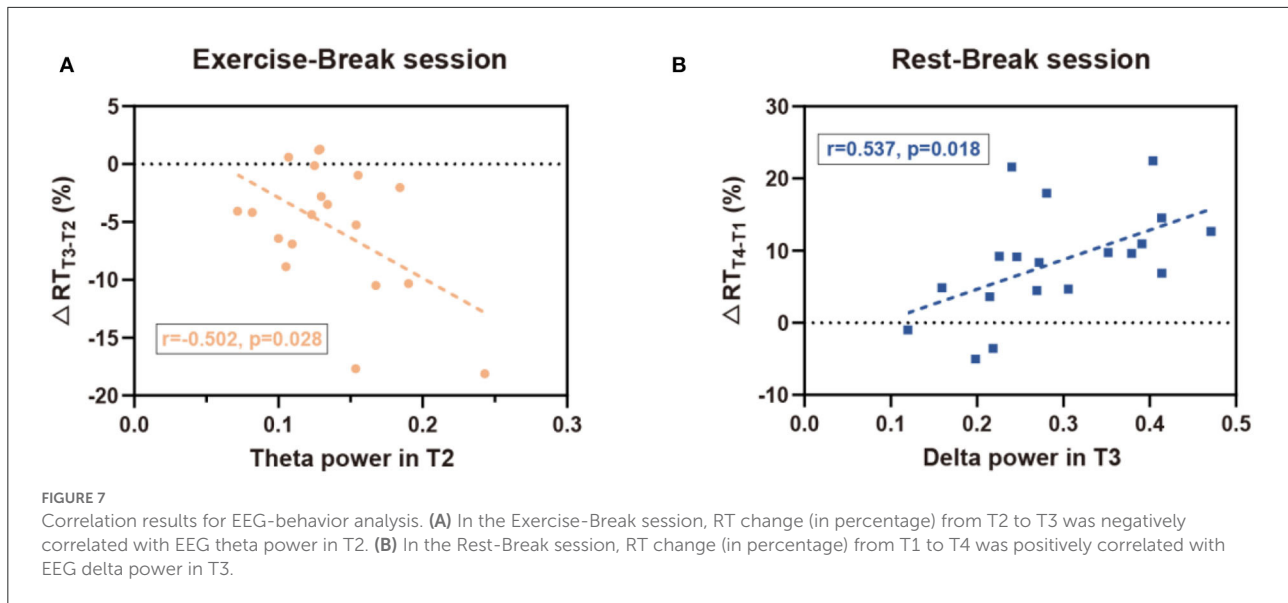 A
Exercise-Break session
△RT T3-T2 (%)
5
0
-5
-10
-15
-20
r=-0.502, p=0.028
0.0
0.1
0.2
0.3
Theta power in T2
B
Rest-Break session
△RT T4-T1 (%)
30
20
10
0
-10
r=0.537, p=0.018
0.0
0.1
0.2
0.3
0.4
0.5
Delta power in T3
FIGURE 7
Correlation results for EEG-behavior analysis. (A) In the Exercise-Break session, RT change (in percentage) from T2 to T3 was negatively
correlated with EEG theta power in T2. (B) In the Rest-Break session, RT change (in percentage) from T1 to T4 was positively correlated with
EEG delta power in T3.